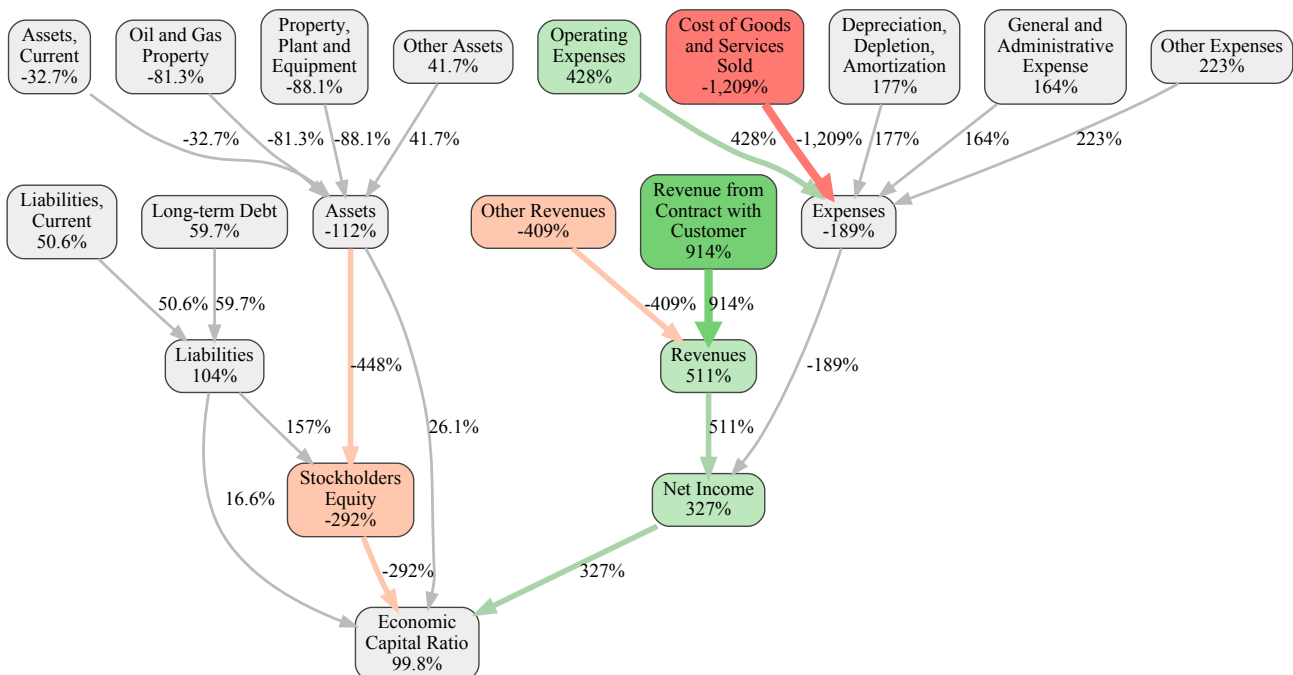 Assets,
Current
-32.7%
Oil and Gas
Property
-81.3%
Property,
Plant and
Equipment
-88.1%
Other Assets
41.7%
Operating
Expenses
428%
Cost of Goods
and Services
Sold
-1,209%
Depreciation,
Depletion,
Amortization
177%
General and
Administrative
Expense
164%
Other Expenses
223%
-32.7%
-81.3%
-88.1%
41.7%
428%
-1,209%
177%
164%
223%
Liabilities,
Current
50.6%
Long-term Debt
59.7%
Assets
-112%
Other Revenues
-409%
Revenue from
Contract with
Customer
914%
Expenses
-189%
50.6%
59.7%
-409%
914%
Liabilities
104%
-448%
Revenues
511%
-189%
157%
26.1%
511%
16.6%
Stockholders
Equity
-292%
Net Income
327%
-292%
327%
Economic
Capital Ratio
99.8%